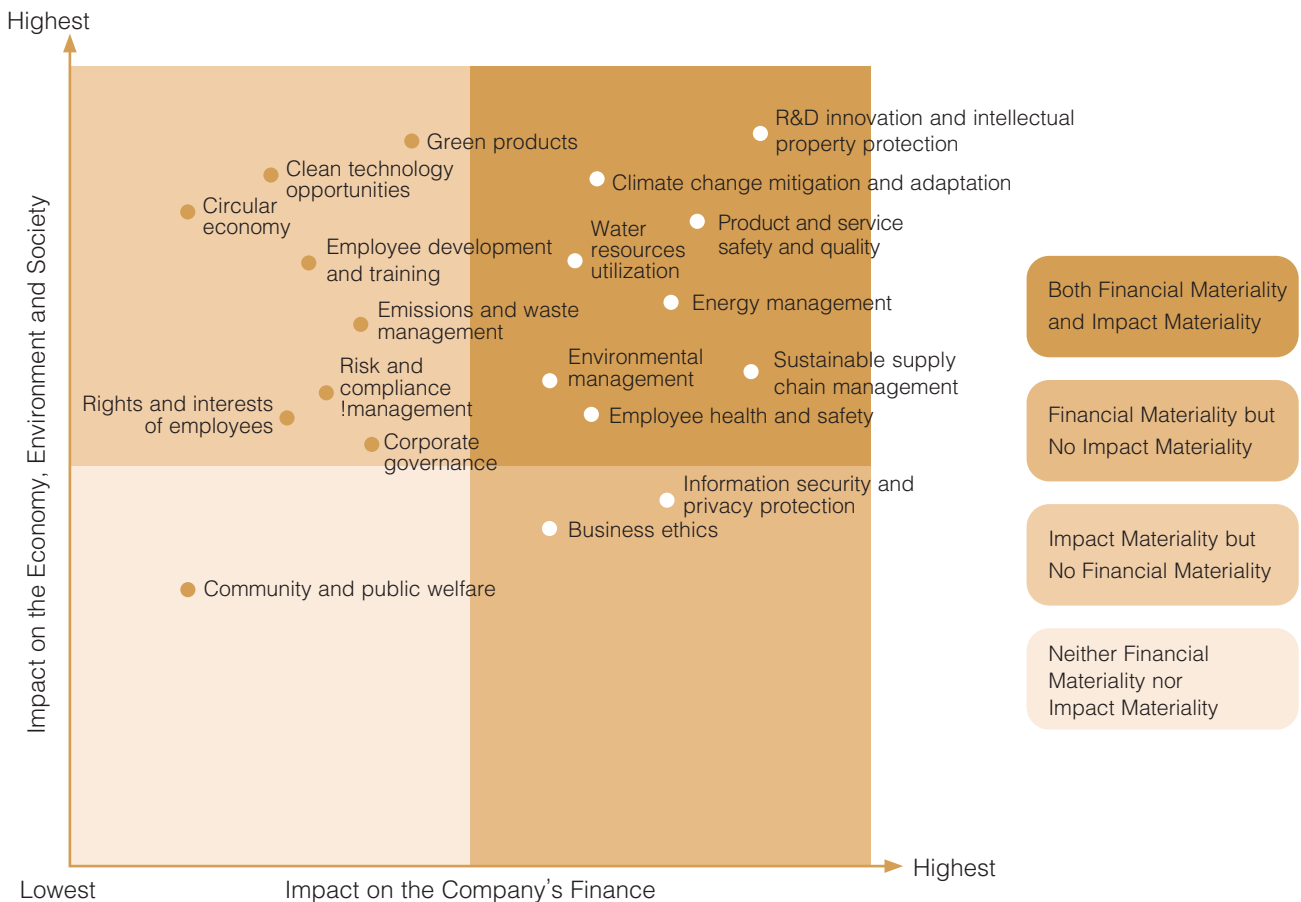 Highest
Impact on the Economy, Environment and Society
R&D innovation and intellectual
property protection
Green products
Clean technology
opportunities
Climate change mitigation and adaptation
Circular
economy
Product and service
safety and quality
Water
resources
utilization
Employee development
and training
Energy management
Emissions and waste
management
Environmental
management
Sustainable supply
chain management
Risk and
compliance
!management
Rights and interests
of employees
Employee health and safety
Corporate
governance
Information security and
privacy protection
Business ethics
Community and public welfare
Both Financial Materiality
and Impact Materiality
Financial Materiality but
No Impact Materiality
Impact Materiality but
No Financial Materiality
Neither Financial
Materiality nor
Impact Materiality
Lowest
Impact on the Company's Finance
Highest